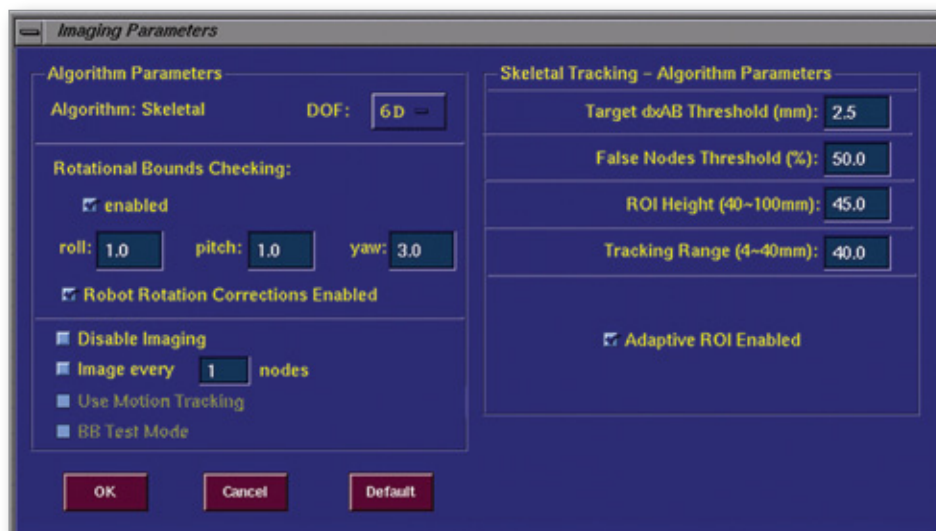 Imaging Parameters
Algorithm Parameters
Algorithm: Skeletal DOF: 6D
Rotational Bounds Checking:
enabled
roll: 1.0 pitch: 1.0 yaw: 3.0
Robot Rotation Corrections Enabled
Disable Imaging
Image every 1 nodes
Use Motion Tracking
BB Test Mode
OK Cancel Default
Skeletal Tracking – Algorithm Parameters
Target dxAB Threshold (mm): 2.5
False Nodes Threshold (%): 50.0
ROI Height (40~100mm): 45.0
Tracking Range (4~40mm): 40.0
Adaptive ROI Enabled